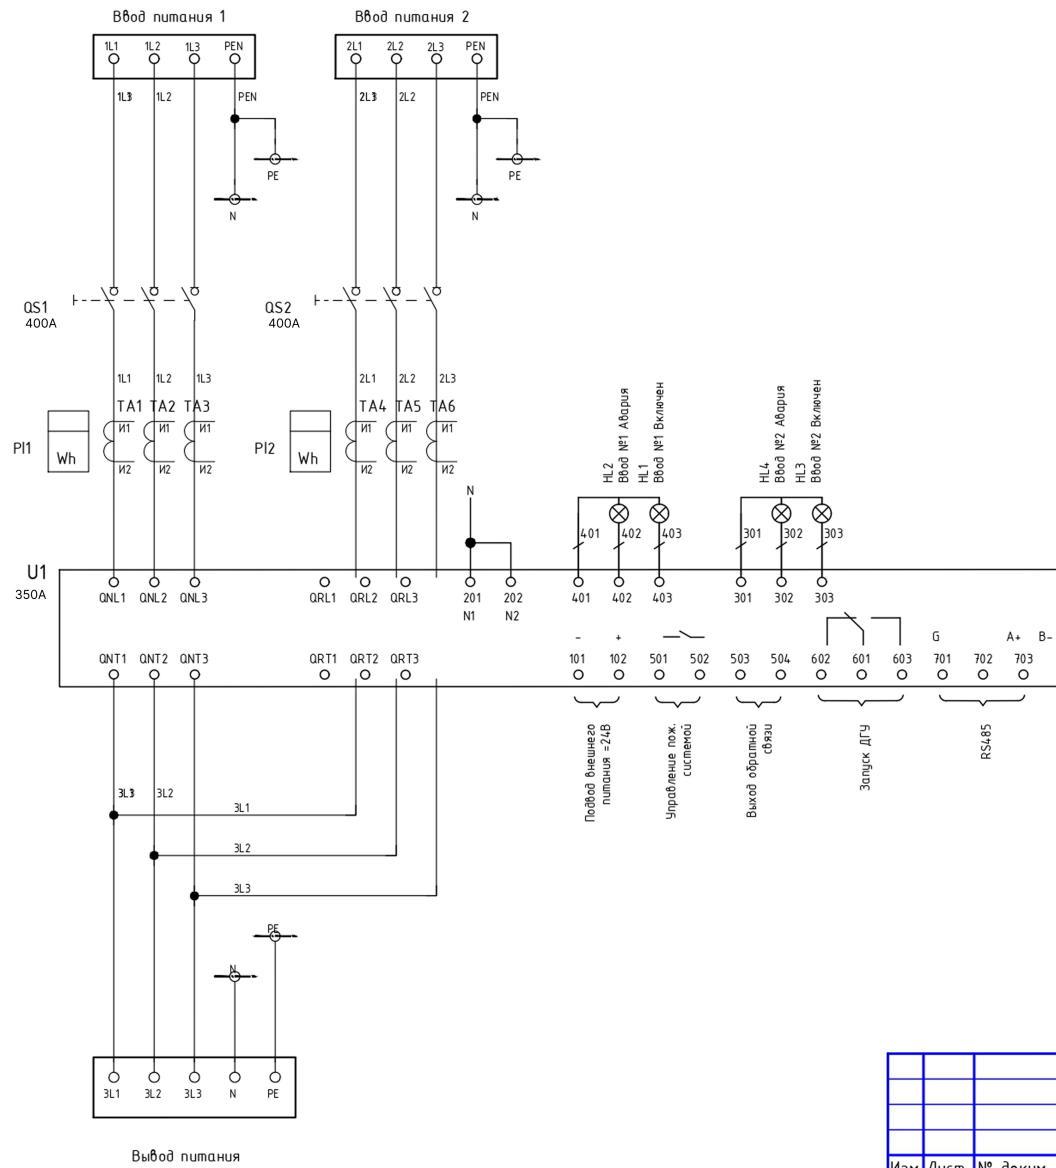 Ввод питания 1
Ввод питания 2
1L1 1L2 1L3 PEN
2L1 2L2 2L3 PEN
1L2 PEN
2L2 PEN
PE
PE
N
N
QS1
400A
QS2
400A
1L1 1L2 1L3
2L1 2L2 2L3
TA1 TA2 TA3
TA4 TA5 TA6
И1 И1 И1
И1 И1 И1
PI1
Wh
PI2
Wh
И2 И2 И2
И2 И2 И2
HL2
Ввод №1 Авария
HL1
Ввод №1 Включен
HL4
Ввод №2 Авария
HL3
Ввод №2 Включен
N
401 402 403
301 302 303
U1
350A
QNL1 QNL2 QNL3
QRL1 QRL2 QRL3
201 202
N1 N2
401 402 403
301 302 303
- +
G A+ B-
QNT1 QNT2 QNT3
QRT1 QRT2 QRT3
101 102 501 502 503 504 602 601 603 701 702 703
Подвод внешнего
питания =24В
Управление пож.
системой
Выход обратной
связи
Запуск ДГУ
RS485
3L2
3L1
3L2
3L3
PE
N
3L1 3L2 3L3 N PE
Вывод питания
Изм Лист № докум.